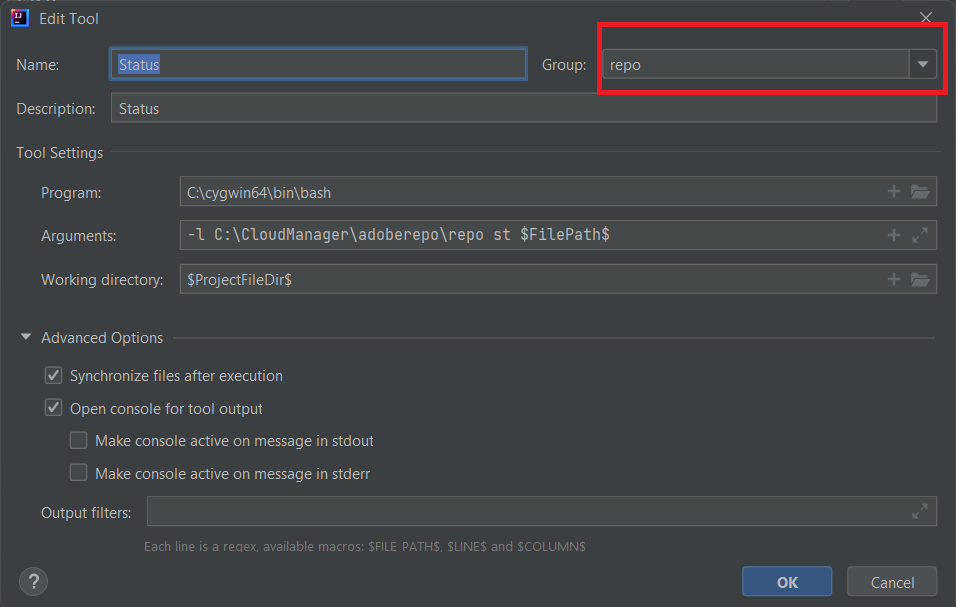 Edit Tool
Name: Status Group: repo
Description: Status
Tool Settings
Program: C:\cygwin64\bin\bash
Arguments: -l C:\CloudManager\adoberepo\repo st $FilePath$
Working directory: $ProjectFileDir$
Advanced Options
Synchronize files after execution
Open console for tool output
Make console active on message in stdout
Make console active on message in stderr
Output filters:
Each line is a regex, available macros: $FILE_PATH$, $LINE$ and $COLUMN$
? OK Cancel